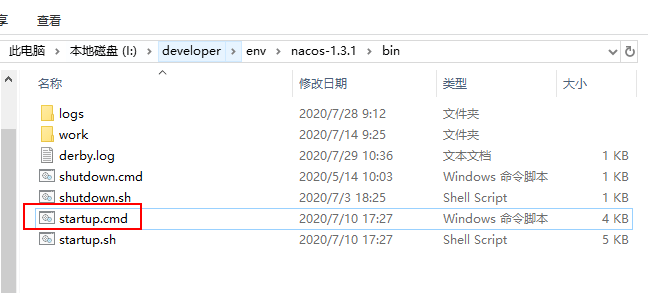 享 查看
此电脑 > 本地磁盘 (I:) > developer > env > nacos-1.3.1 > bin
名称 修改日期 类型 大小
logs 2020/7/28 9:12 文件夹
work 2020/7/14 9:25 文件夹
derby.log 2020/7/29 10:36 文本文档 1 KB
shutdown.cmd 2020/5/14 10:03 Windows 命令脚本 1 KB
shutdown.sh 2020/7/3 18:25 Shell Script 1 KB
startup.cmd 2020/7/10 17:27 Windows 命令脚本 4 KB
startup.sh 2020/7/10 17:27 Shell Script 5 KB